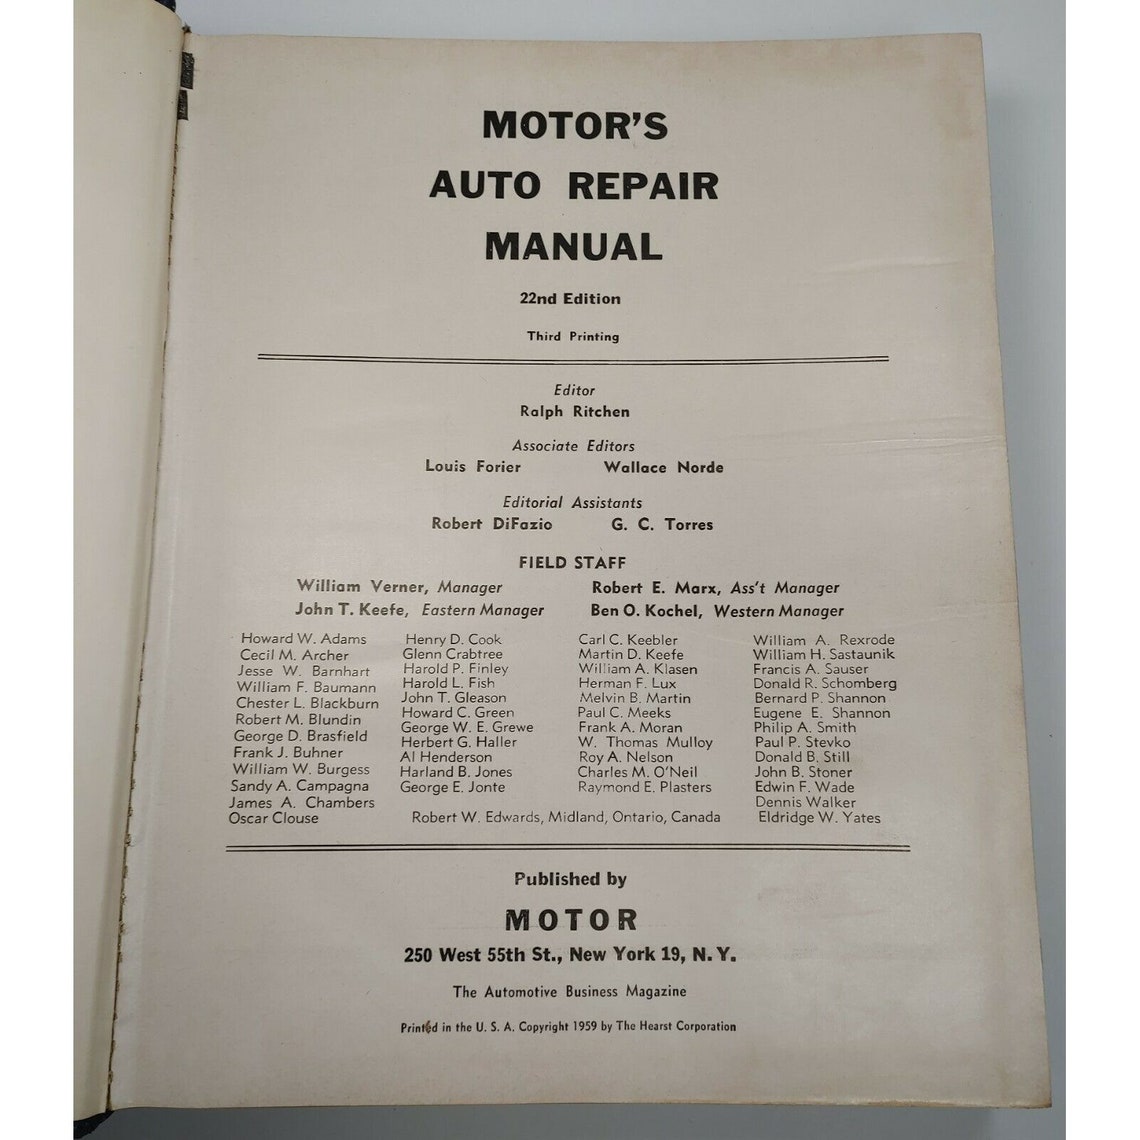 MOTOR'S
AUTO REPAIR
MANUAL
22nd Edition
Third Printing
Editor
Ralph Ritchen
Associate Editors
Louis Forier Wallace Norde
Editorial Assistants
Robert DiFazio G. C. Torres
FIELD STAFF
William Verner, Manager Robert E. Marx, Ass't Manager
John T. Keefe, Eastern Manager Ben O. Kochel, Western Manager
Howard W. Adams
Cecil M. Archer
Jesse W. Barnhart
William F. Baumann
Chester L. Blackburn
Robert M. Blundin
George D. Brasfield
Frank J. Buhner
William W. Burgess
Sandy A. Campagna
James A. Chambers
Oscar Clouse
Henry D. Cook
Glenn Crabtree
Harold P. Finley
Harold L. Fish
John T. Gleason
Howard C. Green
George W. E. Grewe
Herbert G. Haller
Al Henderson
Harland B. Jones
George E. Jonte
Carl C. Keebler
Martin D. Keefe
William A. Klasen
Herman F. Lux
Melvin B. Martin
Paul C. Meeks
Frank A. Moran
W. Thomas Mulloy
Roy A. Nelson
Charles M. O'Neil
Raymond E. Plasters
Robert W. Edwards, Midland, Ontario, Canada
William A. Rexrode
William H. Sastaunik
Francis A. Sauser
Donald R. Schomberg
Bernard P. Shannon
Eugene E. Shannon
Philip A. Smith
Paul P. Stevko
Donald B. Still
John B. Stoner
Edwin F. Wade
Dennis Walker
Eldridge W. Yates
Published by
MOTOR
250 West 55th St., New York 19, N. Y.
The Automotive Business Magazine
Printed in the U. S. A. Copyright 1959 by The Hearst Corporation